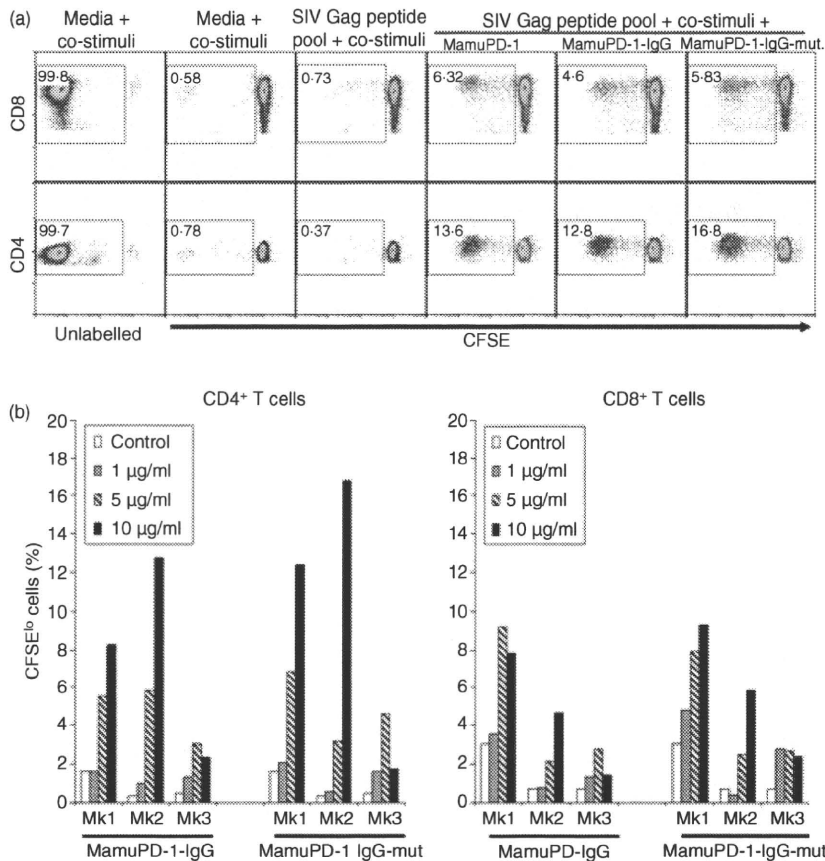 (a)
Media + co-stimuli
Media + co-stimuli
SIV Gag peptide pool + co-stimuli
SIV Gag peptide pool + co-stimuli +
MamuPD-1
MamuPD-1-IgG
MamuPD-1-IgG-mut.
CD8
99·8
0·58
0·73
6·32
4·6
5·83
CD4
99·7
0·78
0·37
13·6
12·8
16·8
Unlabelled
CFSE
(b)
CD4⁺ T cells
CD8⁺ T cells
CFSEˡᵒ cells (%)
20
18
16
14
12
10
8
6
4
2
0
Control
1 µg/ml
5 µg/ml
10 µg/ml
Mk1 Mk2 Mk3
Mk1 Mk2 Mk3
MamuPD-1-IgG
MamuPD-1 IgG-mut
20
18
16
14
12
10
8
6
4
2
0
Control
1 µg/ml
5 µg/ml
10 µg/ml
Mk1 Mk2 Mk3
Mk1 Mk2 Mk3
MamuPD-IgG
MamuPD-1-IgG-mut